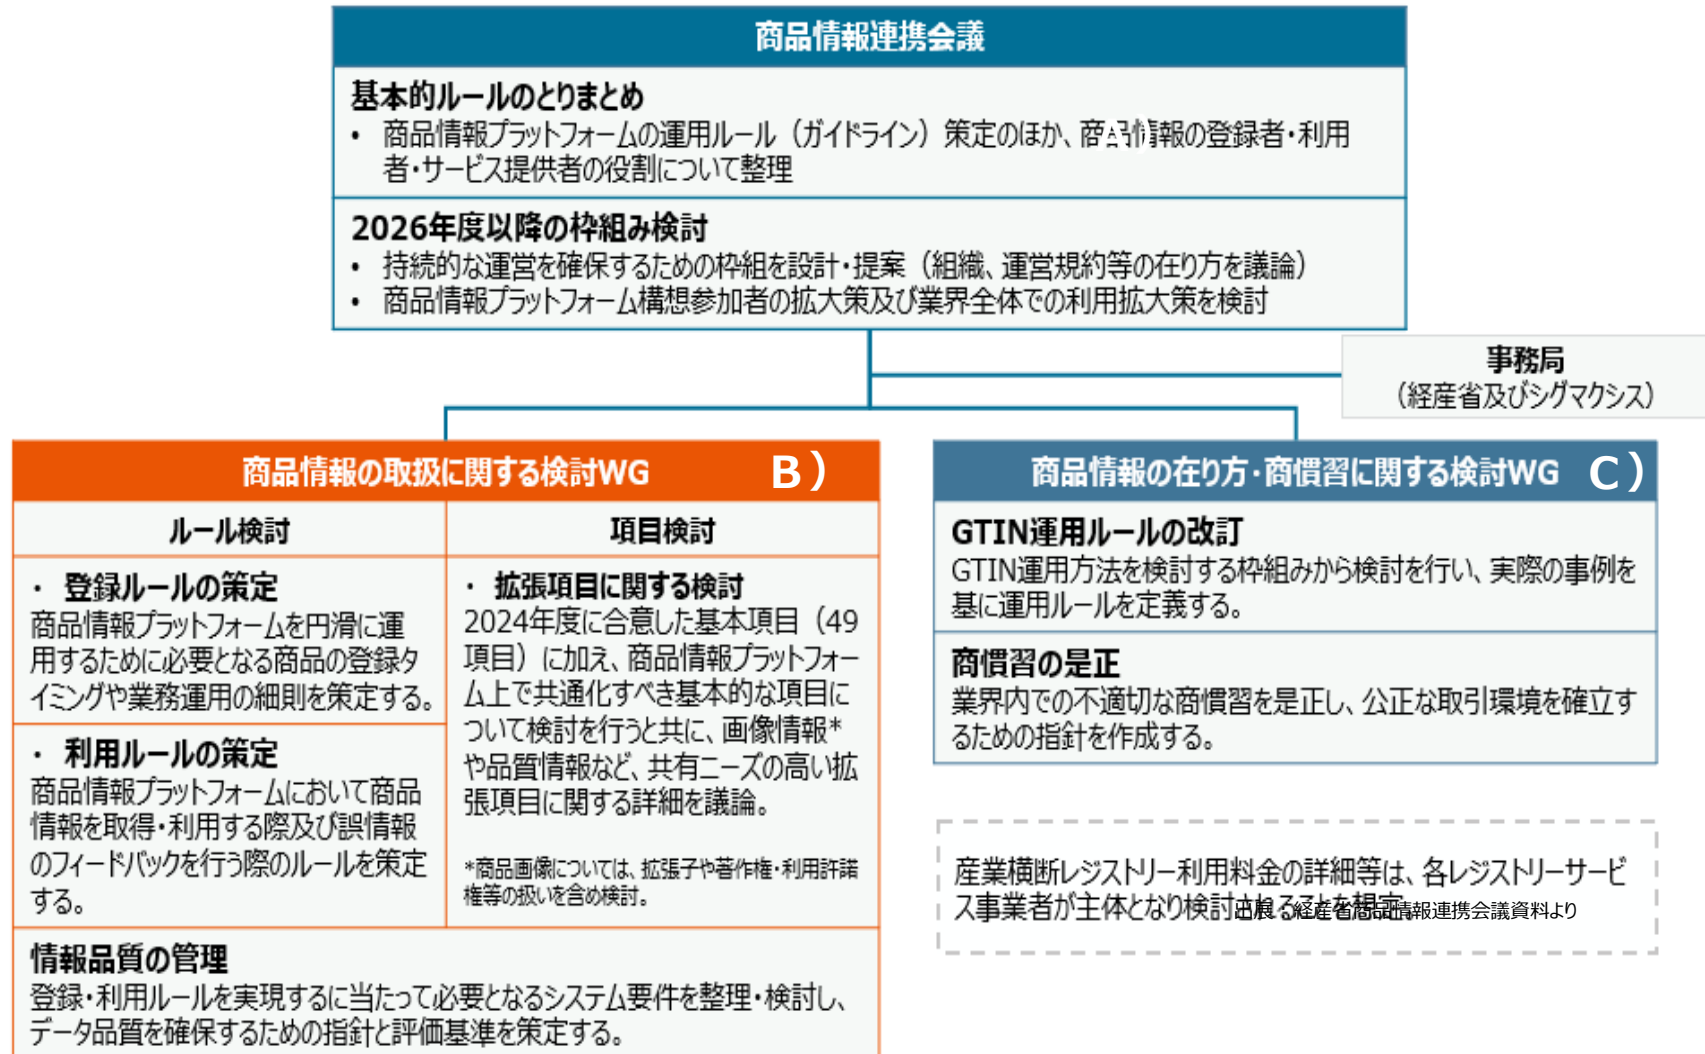 商品情報連携会議
基本的ルールのとりまとめ
• 商品情報プラットフォームの運用ルール（ガイドライン）策定のほか、商品情報の登録者・利用
者・サービス提供者の役割について整理
2026年度以降の枠組み検討
• 持続的な運営を確保するための枠組を設計・提案（組織、運営規約等の在り方を議論）
• 商品情報プラットフォーム構想参加者の拡大策及び業界全体での利用拡大策を検討
事務局
（経産省及びシグマクシス）
商品情報の取扱に関する検討WG B）
ルール検討
・ 登録ルールの策定
商品情報プラットフォームを円滑に運
用するために必要となる商品の登録タ
イミングや業務運用の細則を策定する。
・ 利用ルールの策定
商品情報プラットフォームにおいて商品
情報を取得・利用する際及び誤情報
のフィードバックを行う際のルールを策定
する。
項目検討
・ 拡張項目に関する検討
2024年度に合意した基本項目（49
項目）に加え、商品情報プラットフォー
ム上で共通化すべき基本的な項目に
ついて検討を行うと共に、画像情報*
や品質情報など、共有ニーズの高い拡
張項目に関する詳細を議論。
*商品画像については、拡張子や著作権・利用許諾
権等の扱いを含め検討。
情報品質の管理
登録・利用ルールを実現するに当たって必要となるシステム要件を整理・検討し、
データ品質を確保するための指針と評価基準を策定する。
商品情報の在り方・商慣習に関する検討WG C）
GTIN運用ルールの改訂
GTIN運用方法を検討する枠組みから検討を行い、実際の事例を
基に運用ルールを定義する。
商慣習の是正
業界内での不適切な商慣習を是正し、公正な取引環境を確立す
るための指針を作成する。
産業横断レジストリー利用料金の詳細等は、各レジストリーサービ
ス事業者が主体となり検討されることを想定。
出展：経産省商品情報連携会議資料より